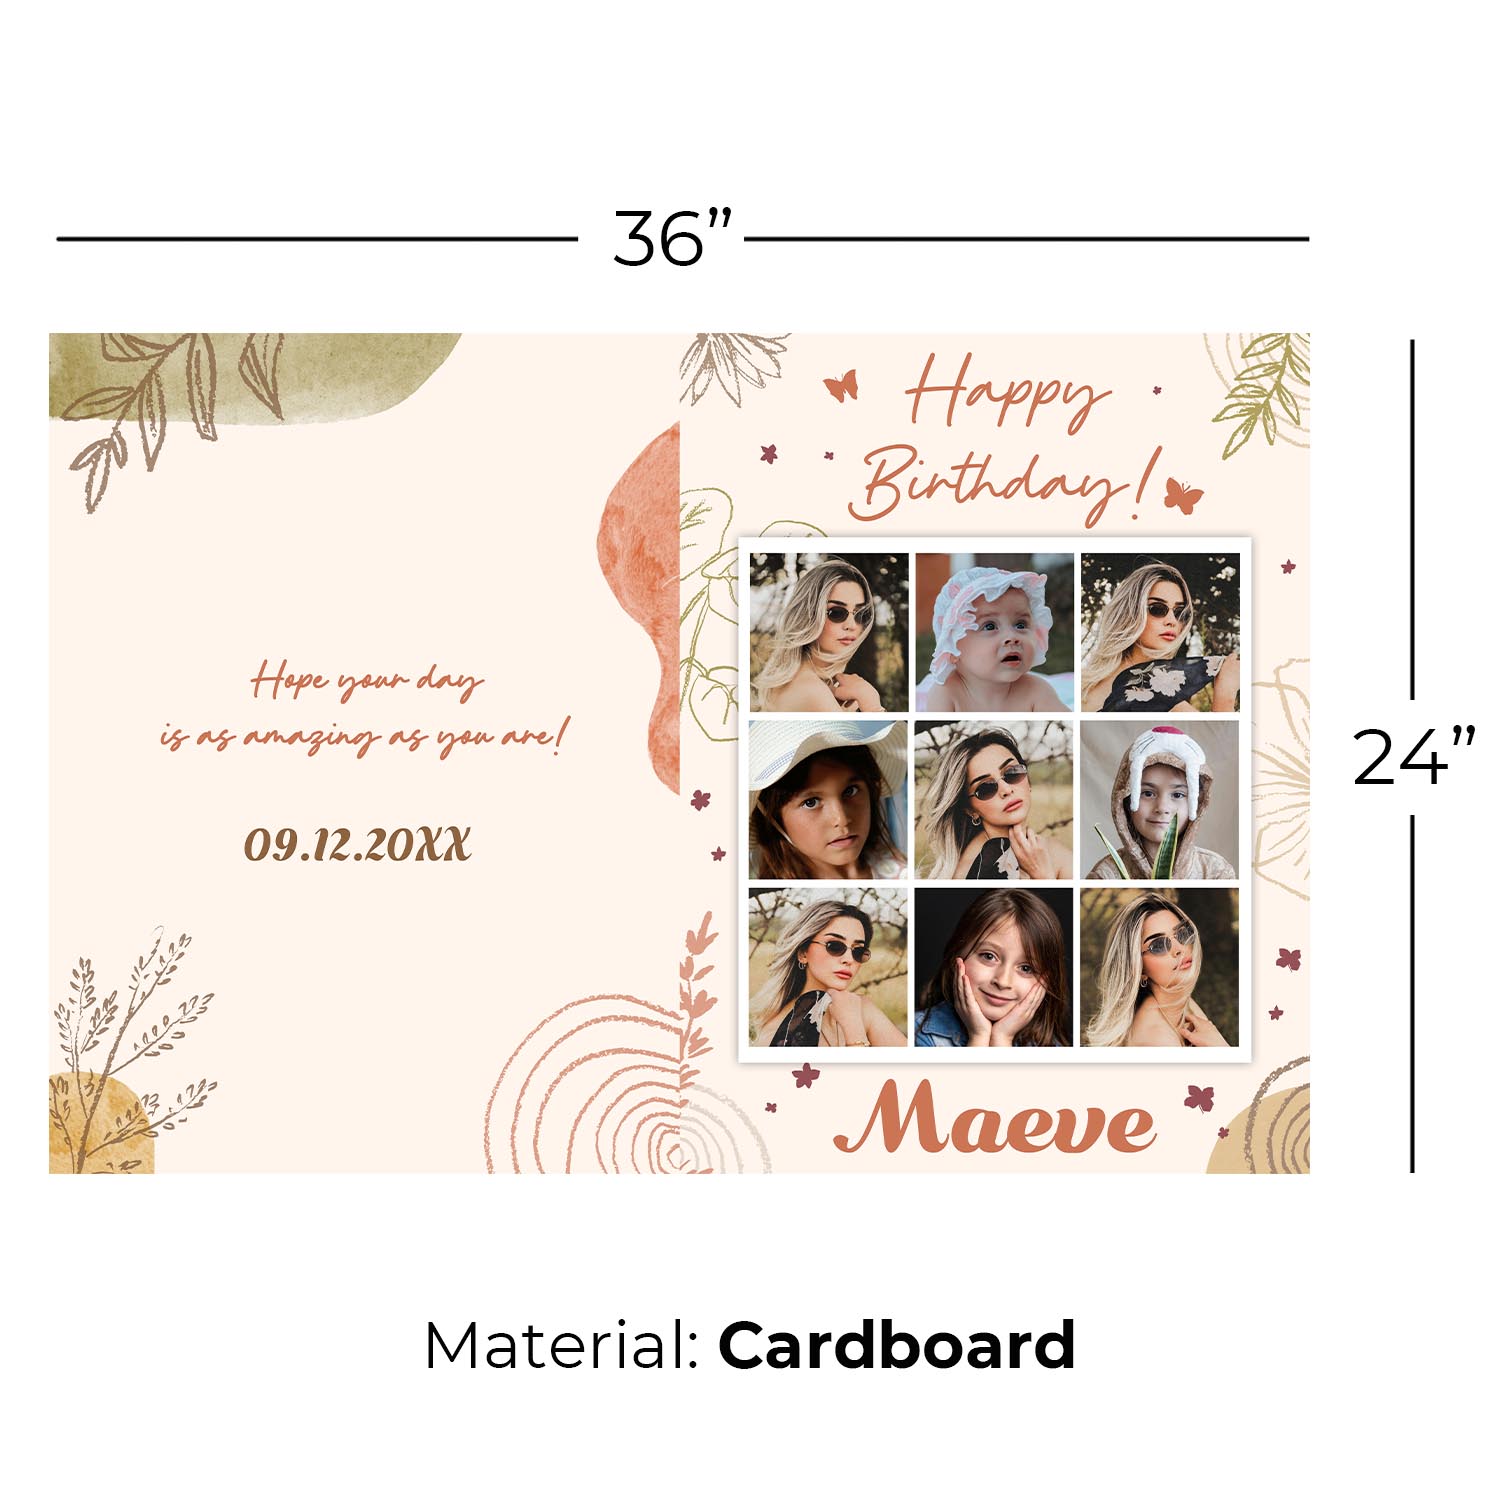 36”
Happy
Birthday!
Hope your day
is as amazing as you are!
09.12.20XX
Maeve
24”
Material: Cardboard